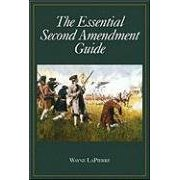 The Essential
Second Amendment
Guide
WAYNE LAPIERRE